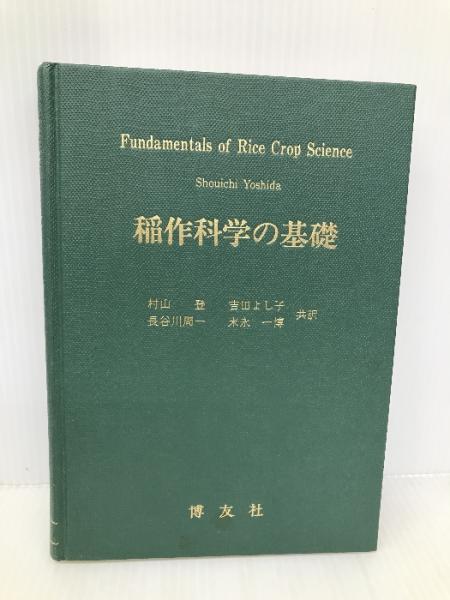 Fundamentals of Rice Crop Science
Shouichi Yoshida
稲作科学の基礎
村山 登 吉田よし子
長谷川周一 末永 一博 共訳
博友社